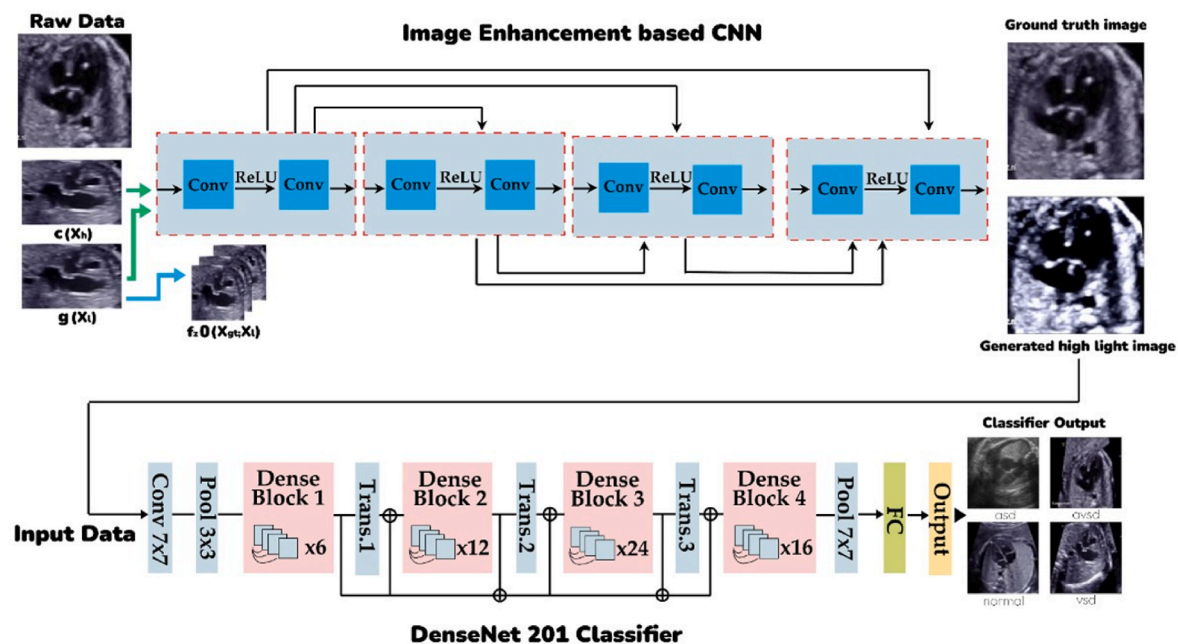 Raw Data
Image Enhancement based CNN
Ground truth image
Conv ReLU Conv
Conv ReLU Conv
Conv ReLU Conv
Conv ReLU Conv
c (Xh)
g (Xl)
fz0 (Xgt;Xl)
Generated high light image
Classifier Output
Input Data
Conv 7x7
Pool 3x3
Dense
Block 1
x6
Trans.1
Dense
Block 2
x12
Trans.2
Dense
Block 3
x24
Trans.3
Dense
Block 4
x16
Pool 7x7
FC
Output
asd
avsd
normal
vsd
DenseNet 201 Classifier